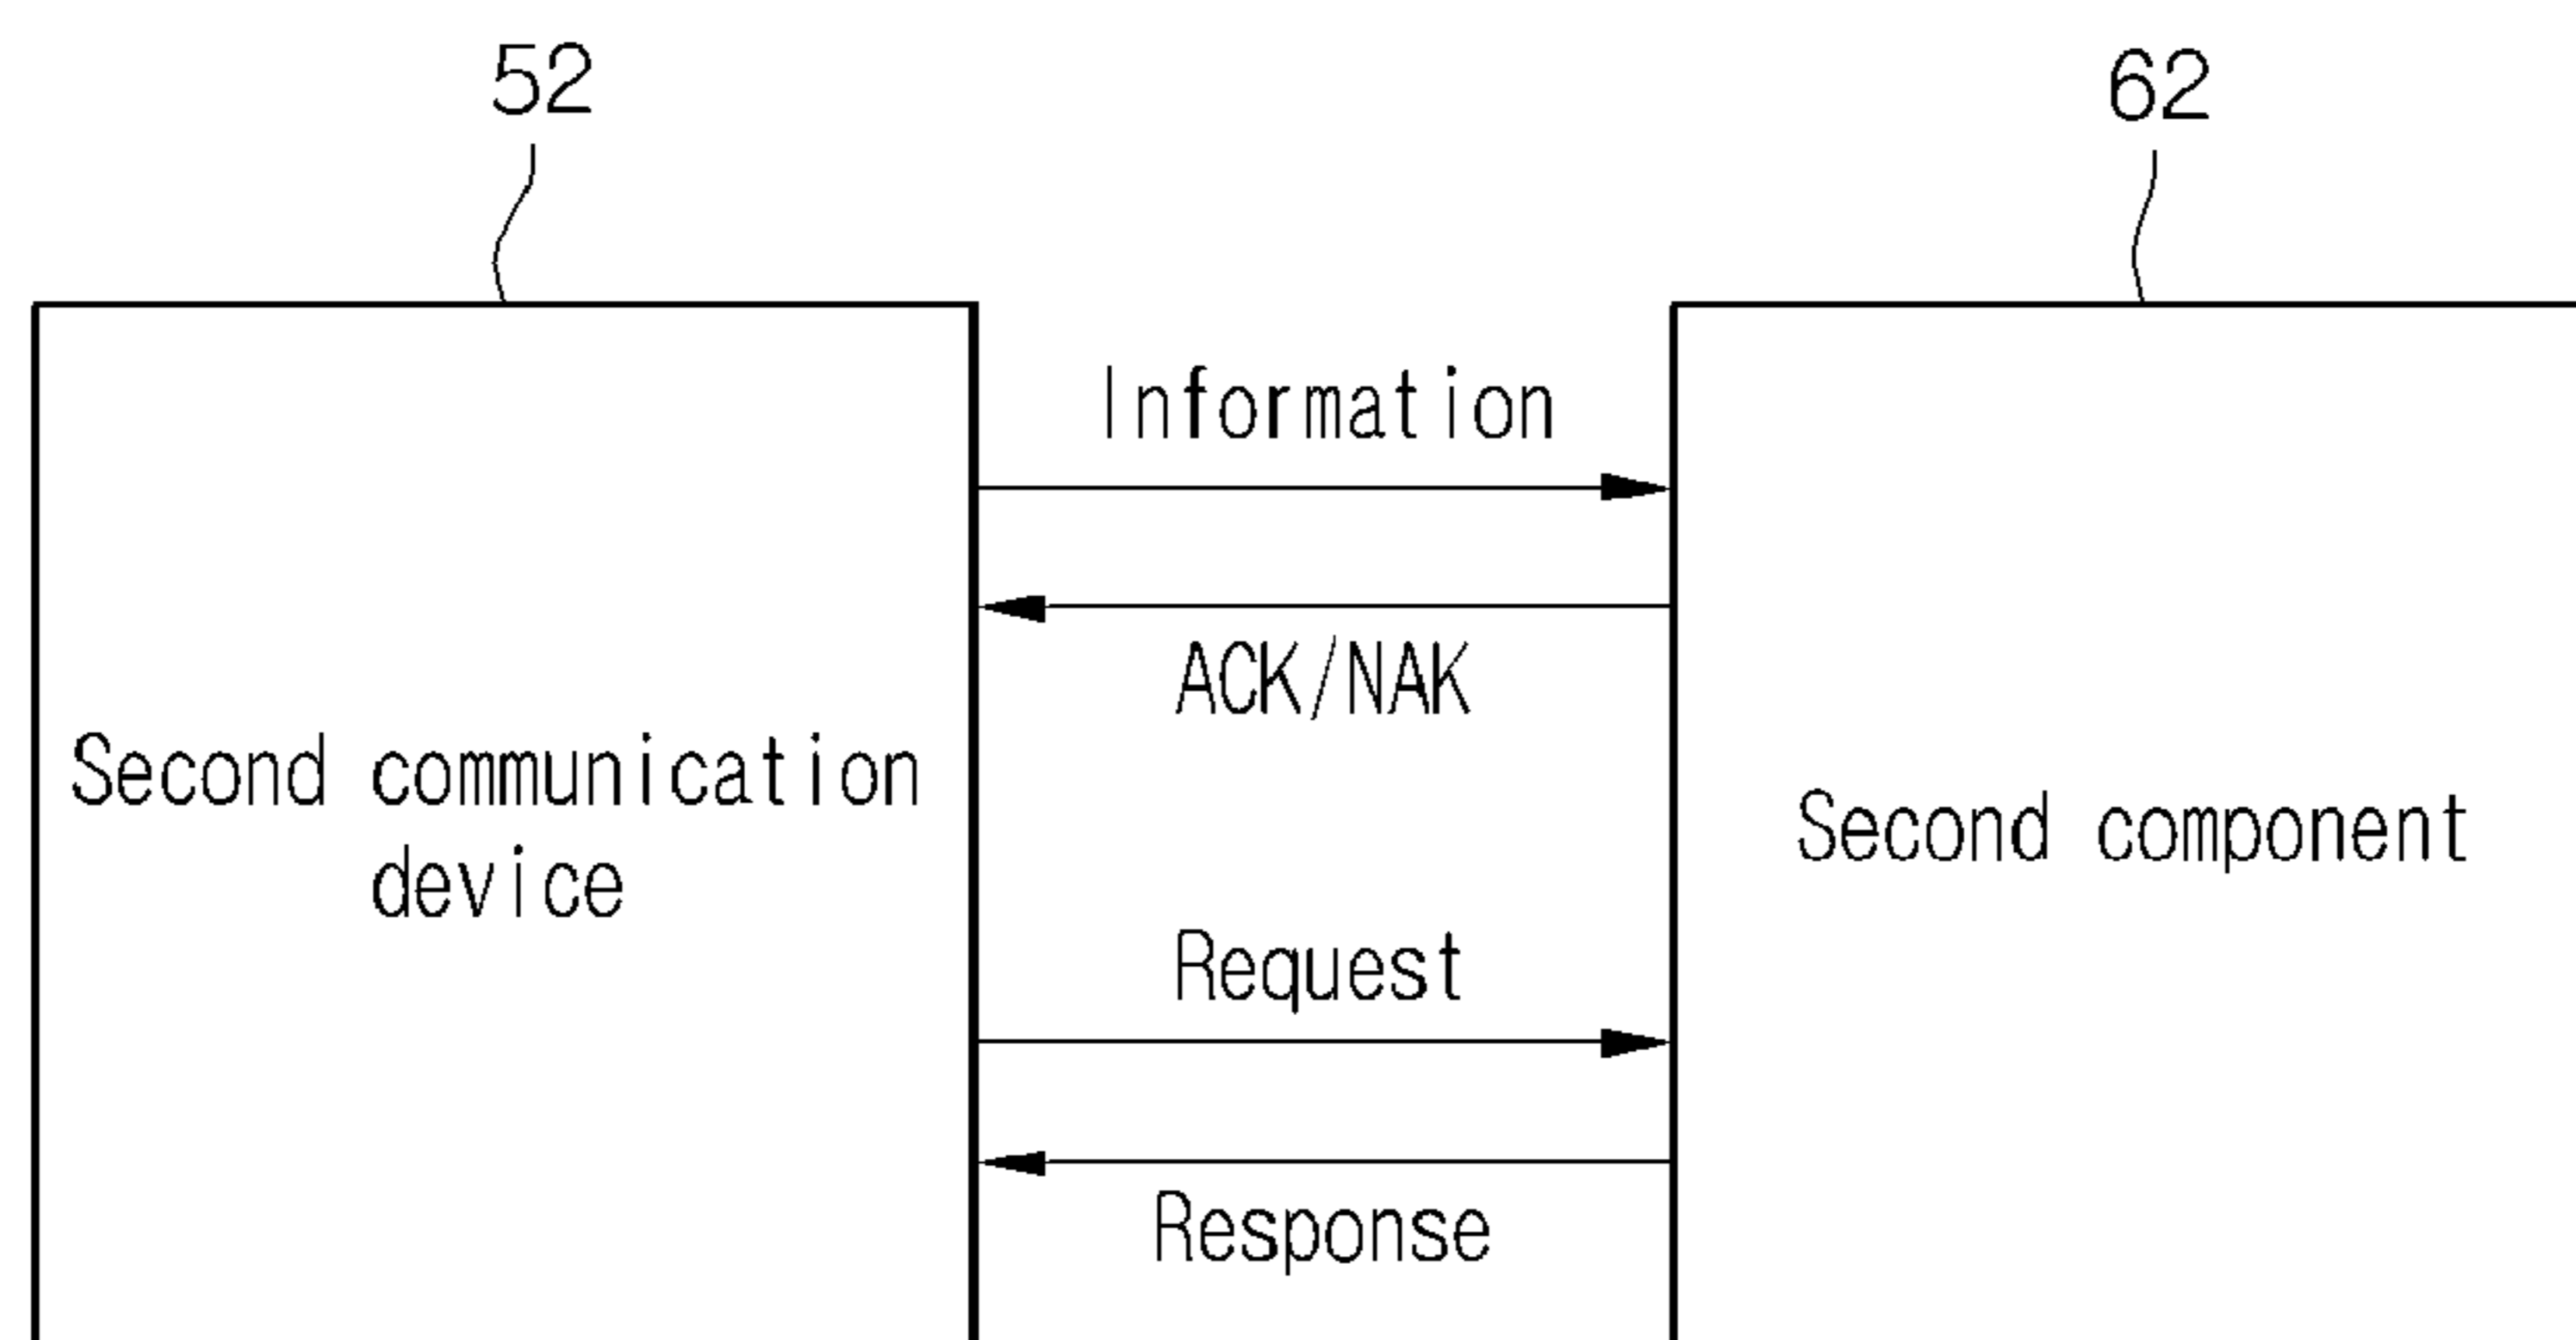 52
62
Information
ACK/NAK
Second communication
device
Second component
Request
Response